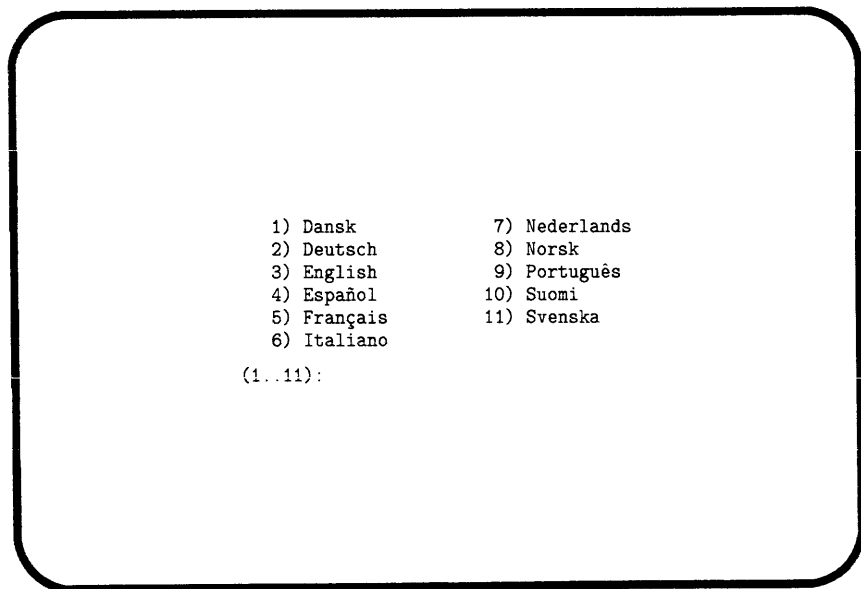 1) Dansk 7) Nederlands
2) Deutsch 8) Norsk
3) English 9) Português
4) Español 10) Suomi
5) Français 11) Svenska
6) Italiano
(1..11):